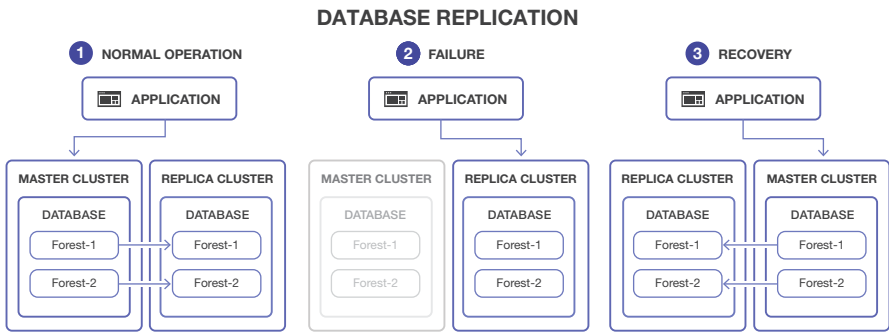 DATABASE REPLICATION
1 NORMAL OPERATION
APPLICATION
MASTER CLUSTER
DATABASE
Forest-1
Forest-2
REPLICA CLUSTER
DATABASE
Forest-1
Forest-2
2 FAILURE
APPLICATION
MASTER CLUSTER
DATABASE
Forest-1
Forest-2
REPLICA CLUSTER
DATABASE
Forest-1
Forest-2
3 RECOVERY
APPLICATION
REPLICA CLUSTER
DATABASE
Forest-1
Forest-2
MASTER CLUSTER
DATABASE
Forest-1
Forest-2